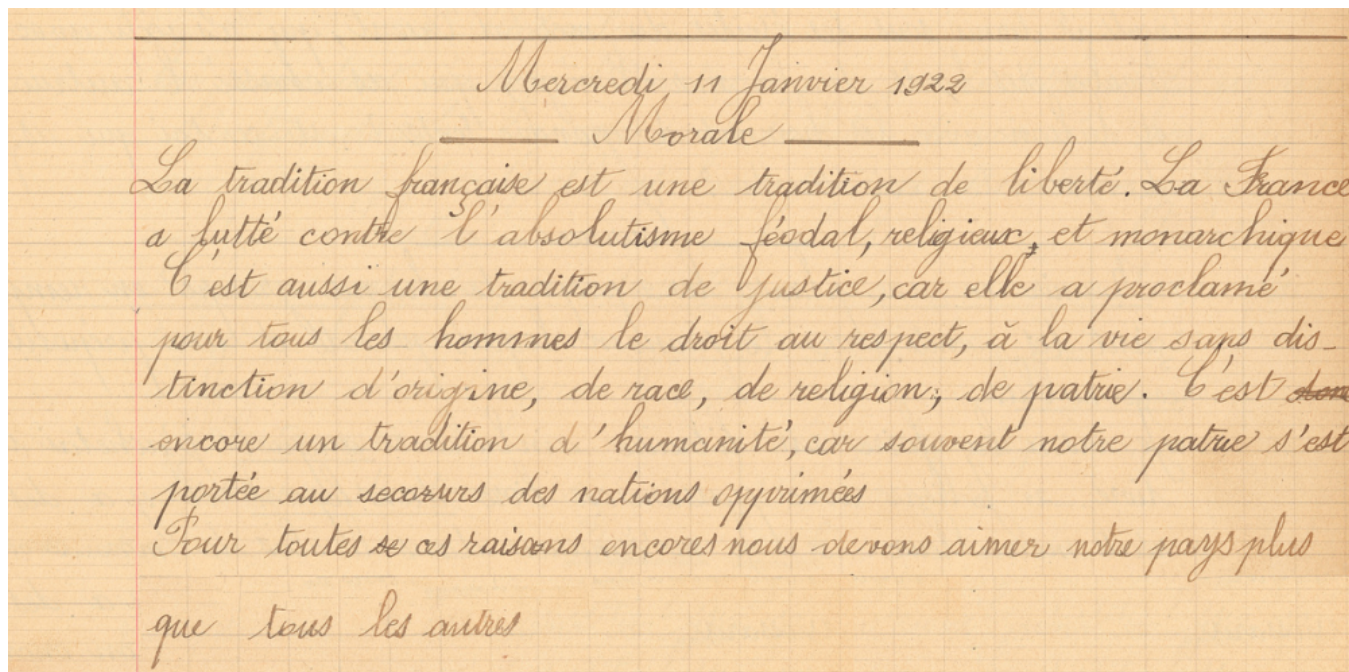 Mercredi 11 Janvier 1922
Morale
La tradition française est une tradition de liberté. La France
a lutté contre l'absolutisme féodal, religieux, et monarchique
C'est aussi une tradition de justice, car elle a proclamé
pour tous les hommes le droit au respect, à la vie sans dis-
tinction d'origine, de race, de religion, de patrie. C'est
encore un tradition d'humanité, car souvent notre patrie s'est
portée au secours des nations opprimées
Pour toutes ces raisons encores nous devons aimer notre pays plus
que tous les autres